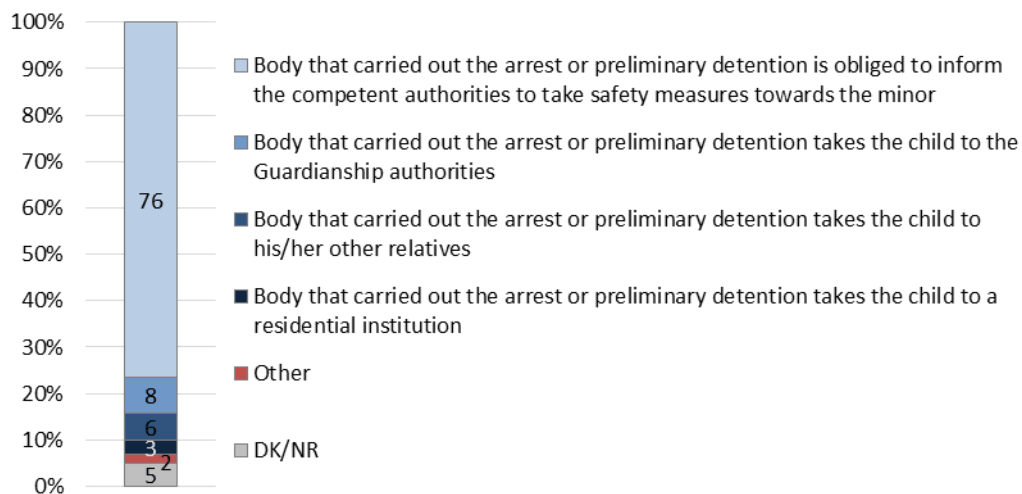 100%
90%
80%
70%
60%
50%
40%
30%
20%
10%
0%
76
8
6
3
2
5
Body that carried out the arrest or preliminary detention is obliged to inform
the competent authorities to take safety measures towards the minor
Body that carried out the arrest or preliminary detention takes the child to the
Guardianship authorities
Body that carried out the arrest or preliminary detention takes the child to
his/her other relatives
Body that carried out the arrest or preliminary detention takes the child to a
residential institution
Other
DK/NR